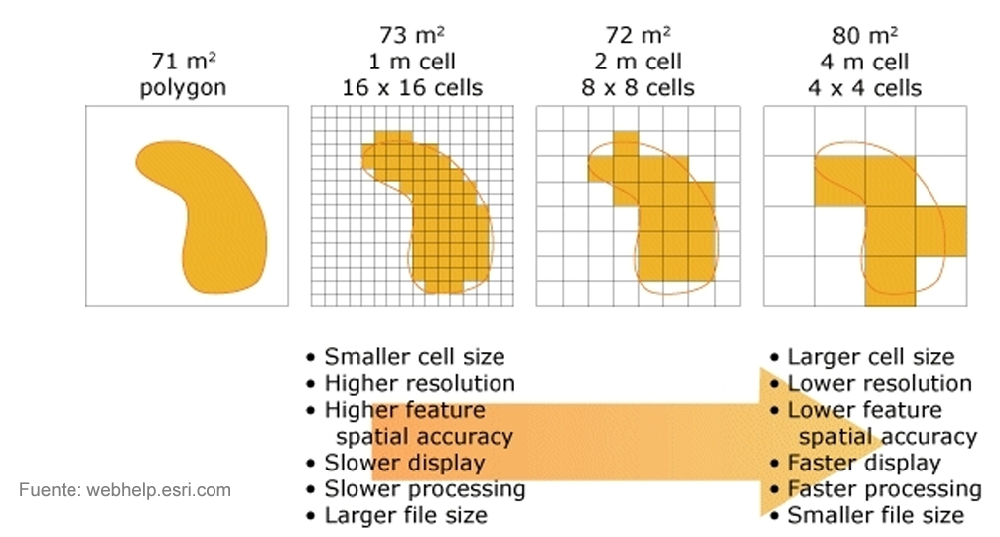 71 m²
polygon
73 m²
1 m cell
16 x 16 cells
72 m²
2 m cell
8 x 8 cells
80 m²
4 m cell
4 x 4 cells
• Smaller cell size
• Higher resolution
• Higher feature
spatial accuracy
• Slower display
• Slower processing
• Larger file size
• Larger cell size
• Lower resolution
• Lower feature
spatial accuracy
• Faster display
• Faster processing
• Smaller file size
Fuente: webhelp.esri.com